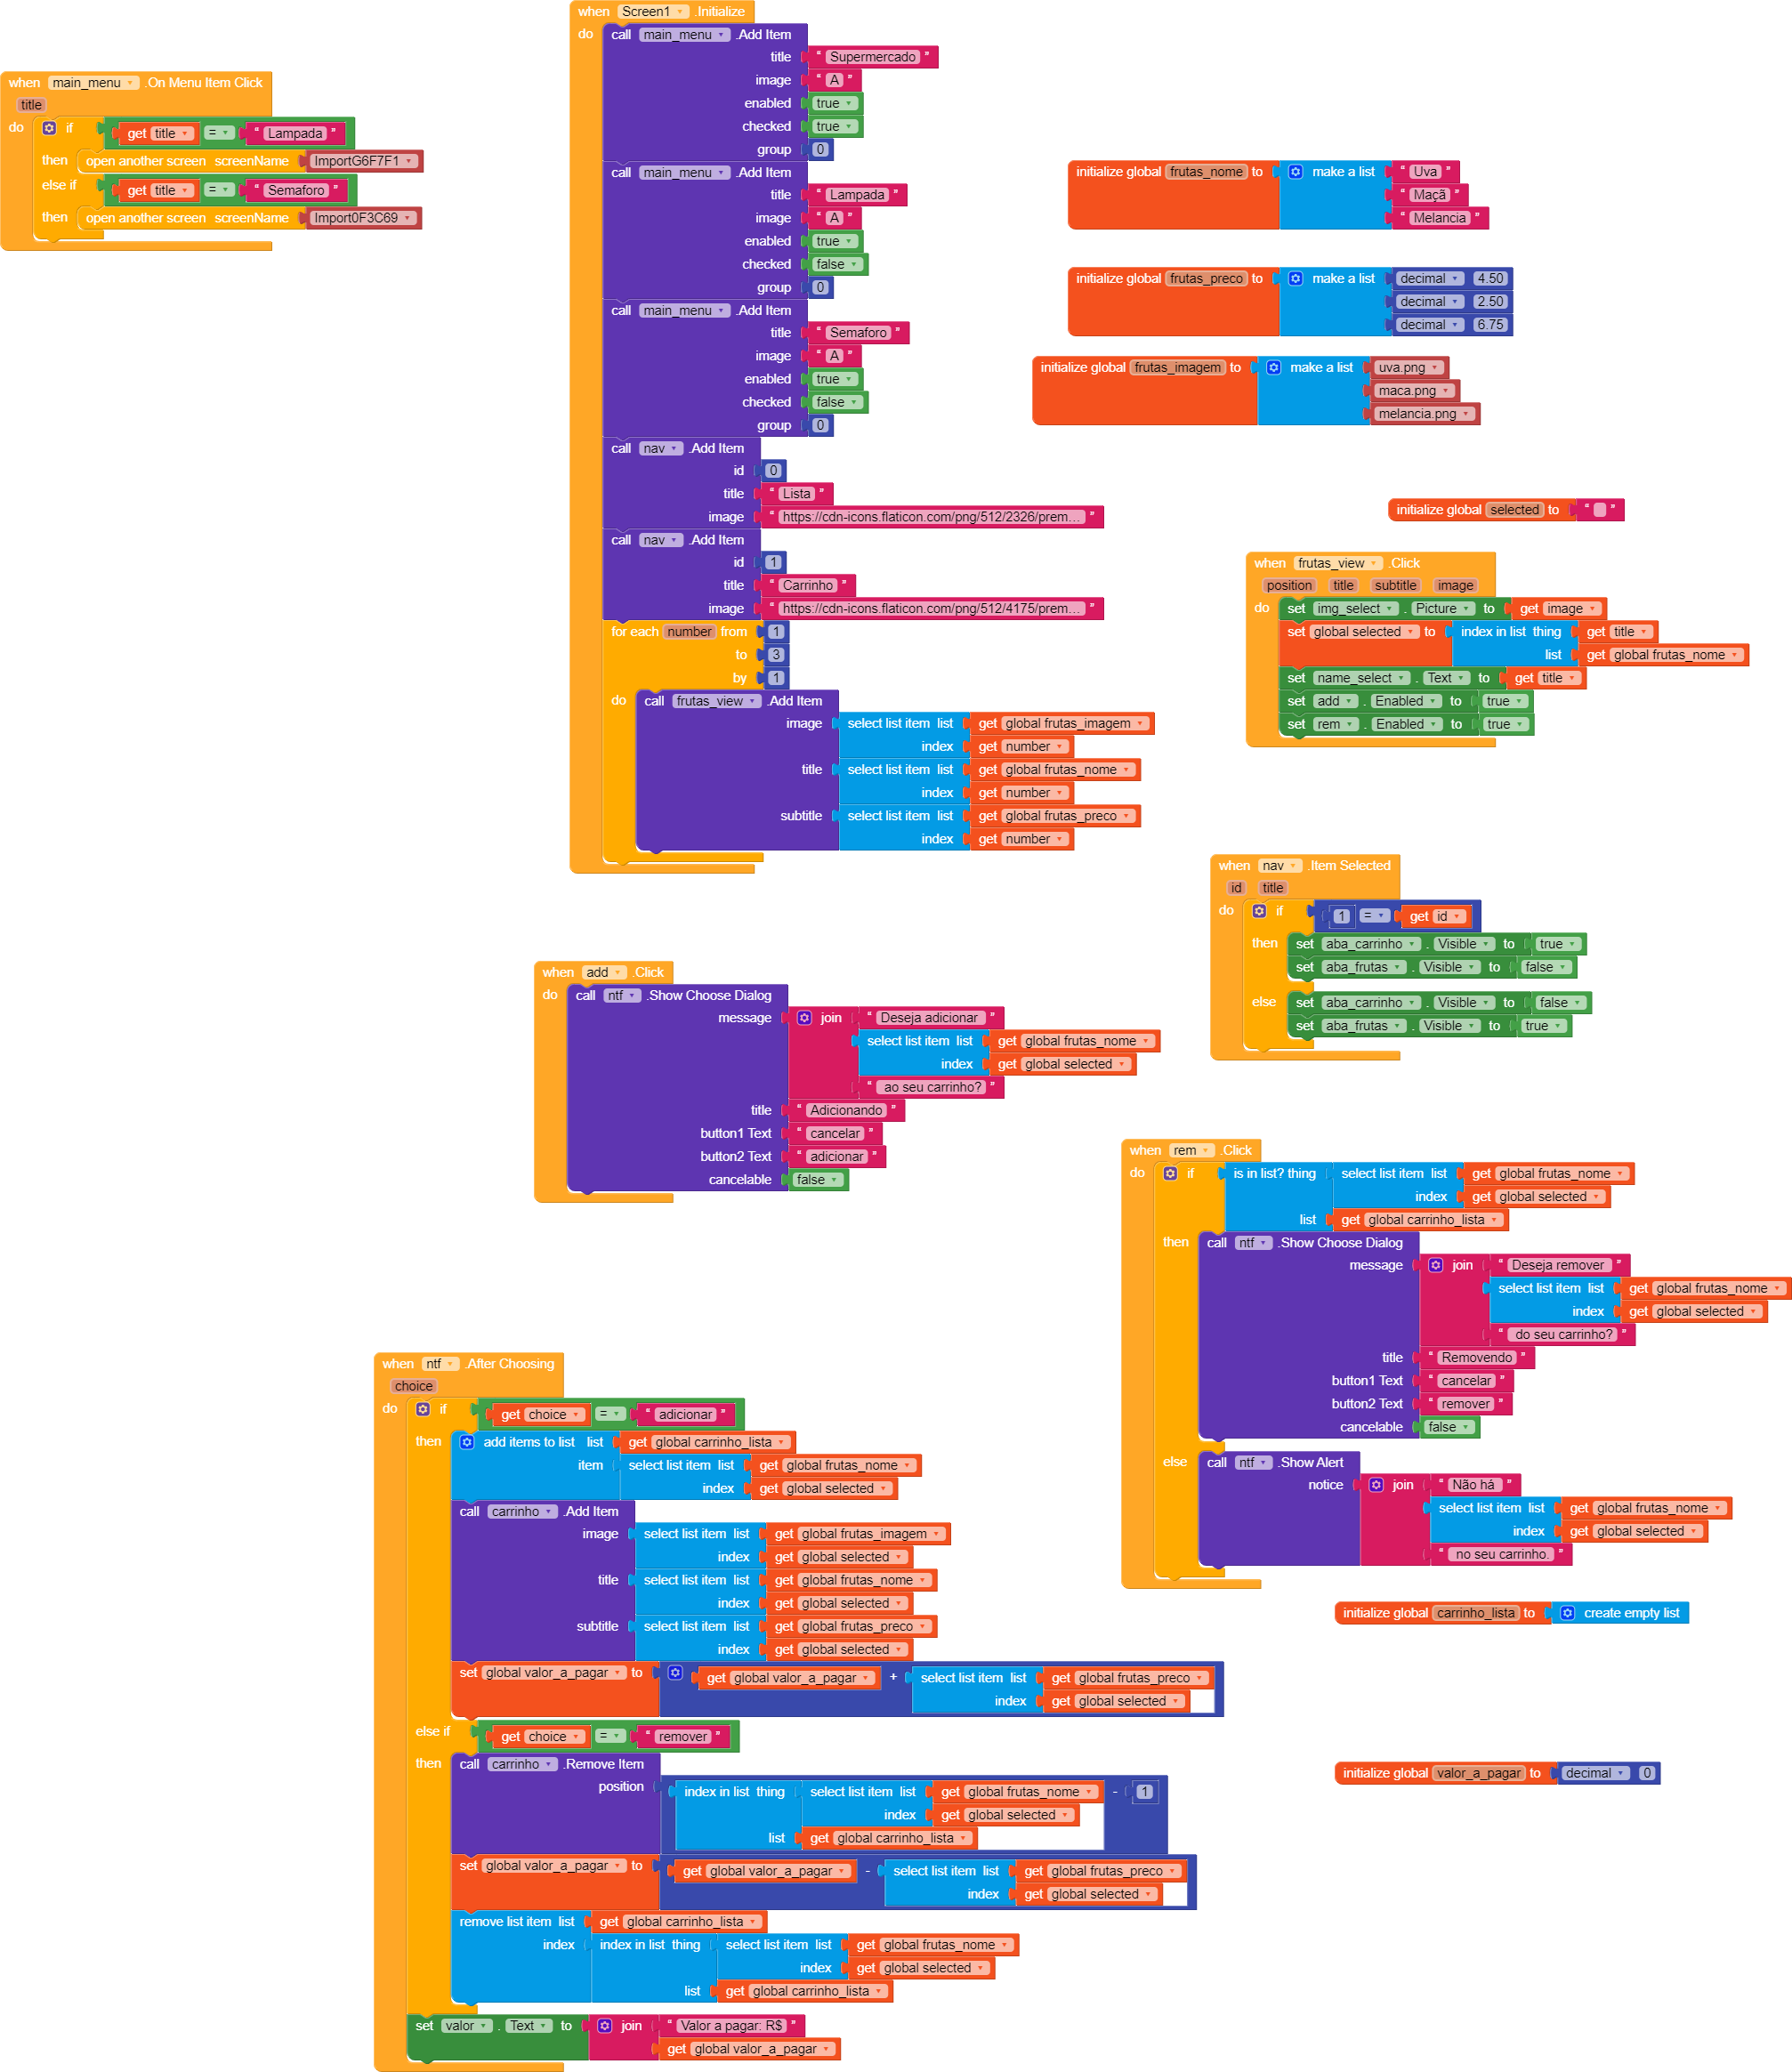 when main_menu .On Menu Item Click
title
do if get title = “ Lampada ”
then open another screen screenName ImportG6F7F1
else if get title = “ Semaforo ”
then open another screen screenName Import0F3C69
when Screen1 .Initialize
do call main_menu .Add Item
title “ Supermercado ”
image “ A ”
enabled true
checked true
group 0
call main_menu .Add Item
title “ Lampada ”
image “ A ”
enabled true
checked false
group 0
call main_menu .Add Item
title “ Semaforo ”
image “ A ”
enabled true
checked false
group 0
call nav .Add Item
id 0
title “ Lista ”
image “ https://cdn-icons.flaticon.com/png/512/2326/prem... ”
call nav .Add Item
id 1
title “ Carrinho ”
image “ https://cdn-icons.flaticon.com/png/512/4175/prem... ”
for each number from 1
to 3
by 1
do call frutas_view .Add Item
image select list item list get global frutas_imagem
index get number
title select list item list get global frutas_nome
index get number
subtitle select list item list get global frutas_preco
index get number
initialize global frutas_nome to make a list “ Uva ”
“ Maçã ”
“ Melancia ”
initialize global frutas_preco to make a list decimal 4.50
decimal 2.50
decimal 6.75
initialize global frutas_imagem to make a list uva.png
maca.png
melancia.png
initialize global selected to “ ”
when frutas_view .Click
position title subtitle image
do set img_select . Picture to get image
set global selected to index in list thing get title
list get global frutas_nome
set name_select . Text to get title
set add . Enabled to true
set rem . Enabled to true
when nav .Item Selected
id title
do if 1 = get id
then set aba_carrinho . Visible to true
set aba_frutas . Visible to false
else set aba_carrinho . Visible to false
set aba_frutas . Visible to true
when add .Click
do call ntf .Show Choose Dialog
message join “ Deseja adicionar ”
select list item list get global frutas_nome
index get global selected
“ ao seu carrinho? ”
title “ Adicionando ”
button1 Text “ cancelar ”
button2 Text “ adicionar ”
cancelable false
when rem .Click
do if is in list? thing select list item list get global frutas_nome
index get global selected
list get global carrinho_lista
then call ntf .Show Choose Dialog
message join “ Deseja remover ”
select list item list get global frutas_nome
index get global selected
“ do seu carrinho? ”
title “ Removendo ”
button1 Text “ cancelar ”
button2 Text “ remover ”
cancelable false
else call ntf .Show Alert
notice join “ Não há ”
select list item list get global frutas_nome
index get global selected
“ no seu carrinho. ”
initialize global carrinho_lista to create empty list
initialize global valor_a_pagar to decimal 0
when ntf .After Choosing
choice
do if get choice = “ adicionar ”
then add items to list list get global carrinho_lista
item select list item list get global frutas_nome
index get global selected
call carrinho .Add Item
image select list item list get global frutas_imagem
index get global selected
title select list item list get global frutas_nome
index get global selected
subtitle select list item list get global frutas_preco
index get global selected
set global valor_a_pagar to get global valor_a_pagar + select list item list get global frutas_preco
index get global selected
else if get choice = “ remover ”
then call carrinho .Remove Item
position index in list thing select list item list get global frutas_nome - 1
index get global selected
list get global carrinho_lista
set global valor_a_pagar to get global valor_a_pagar - select list item list get global frutas_preco
index get global selected
remove list item list get global carrinho_lista
index index in list thing select list item list get global frutas_nome
index get global selected
list get global carrinho_lista
set valor . Text to join “ Valor a pagar: R$ ”
get global valor_a_pagar